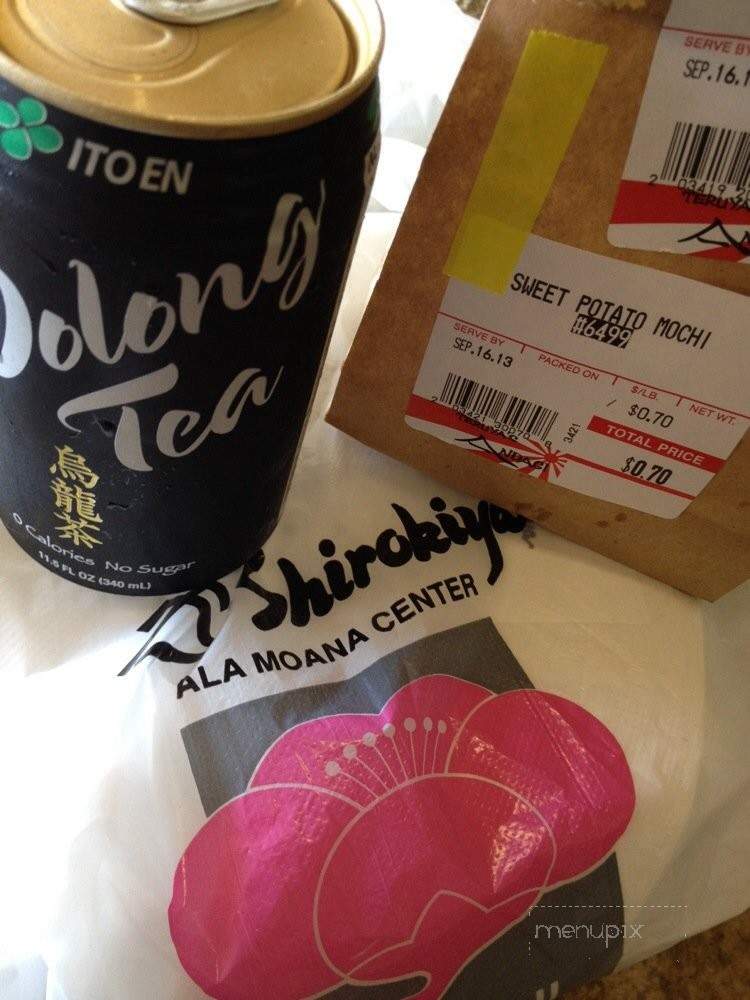 ITO EN
Oolong
Tea
烏龍茶
0 Calories No Sugar
11.5 FL OZ (340 mL)
SERVE BY
SEP.16.1
SWEET POTATO MOCHI
#6499
SERVE BY
PACKED ON
$/LB.
NET WT.
SEP.16.13
/ $0.70
TOTAL PRICE
$0.70
3421
Shirokiya
ALA MOANA CENTER
menupix